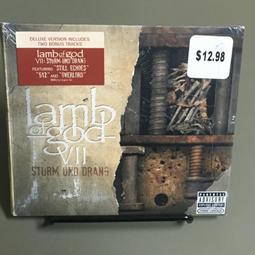 DELUXE VERSION INCLUDES
TWO BONUS TRACKS
lamb of god
VII: STURM UND DRANG
FEATURING "STILL ECHOES"
"512" AND "OVERLORD"
$12.98
lamb
of god
VII
STURM UND DRANG
PARENTAL
ADVISORY
EXPLICIT CONTENT